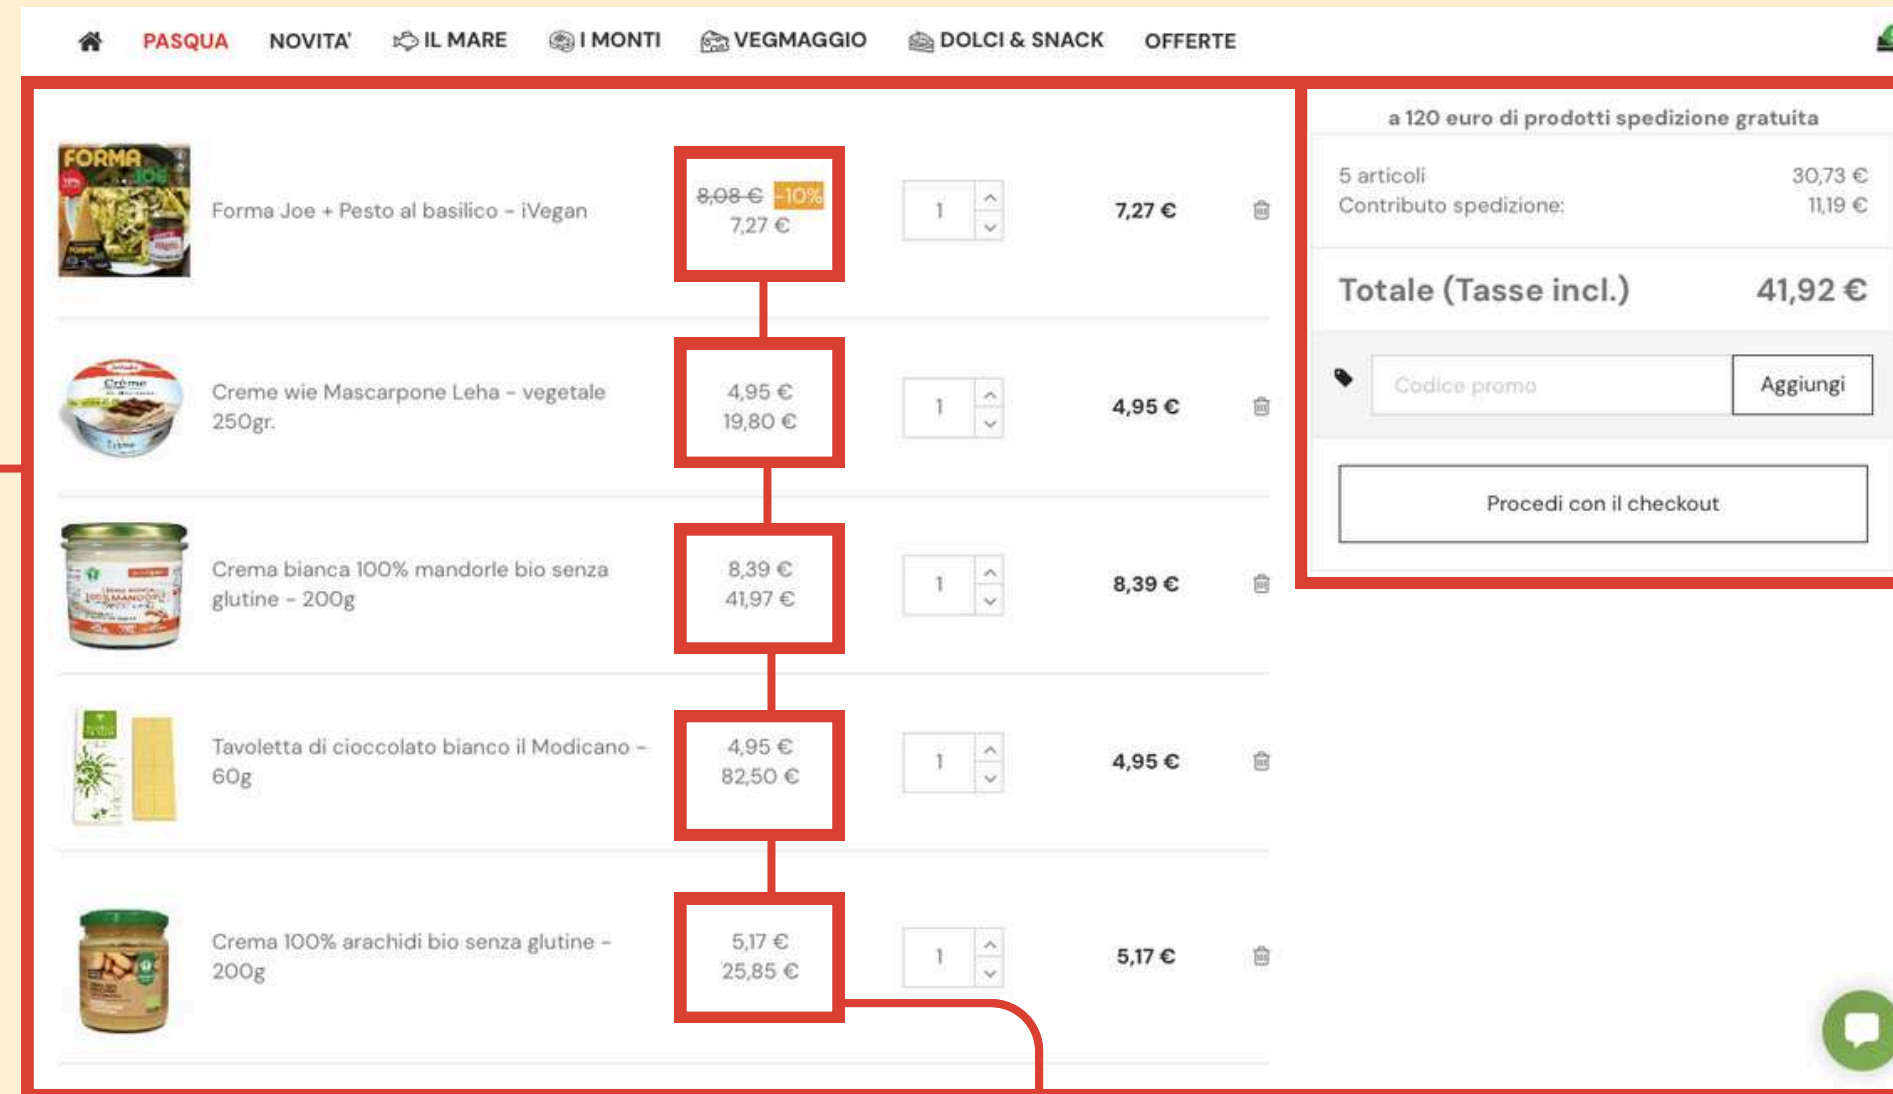 PASQUA NOVITA' IL MARE I MONTI VEGMAGGIO DOLCI & SNACK OFFERTE
FORMA
JOE
Forma Joe + Pesto al basilico - iVegan
8,08 € -10%
7,27 €
1
7,27 €
Crème
Creme wie Mascarpone Leha - vegetale
250gr.
4,95 €
19,80 €
1
4,95 €
Crema bianca 100% mandorle bio senza
glutine - 200g
8,39 €
41,97 €
1
8,39 €
Tavoletta di cioccolato bianco il Modicano -
60g
4,95 €
82,50 €
1
4,95 €
Crema 100% arachidi bio senza glutine -
200g
5,17 €
25,85 €
1
5,17 €
a 120 euro di prodotti spedizione gratuita
5 articoli 30,73 €
Contributo spedizione: 11,19 €
Totale (Tasse incl.) 41,92 €
Codice promo Aggiungi
Procedi con il checkout